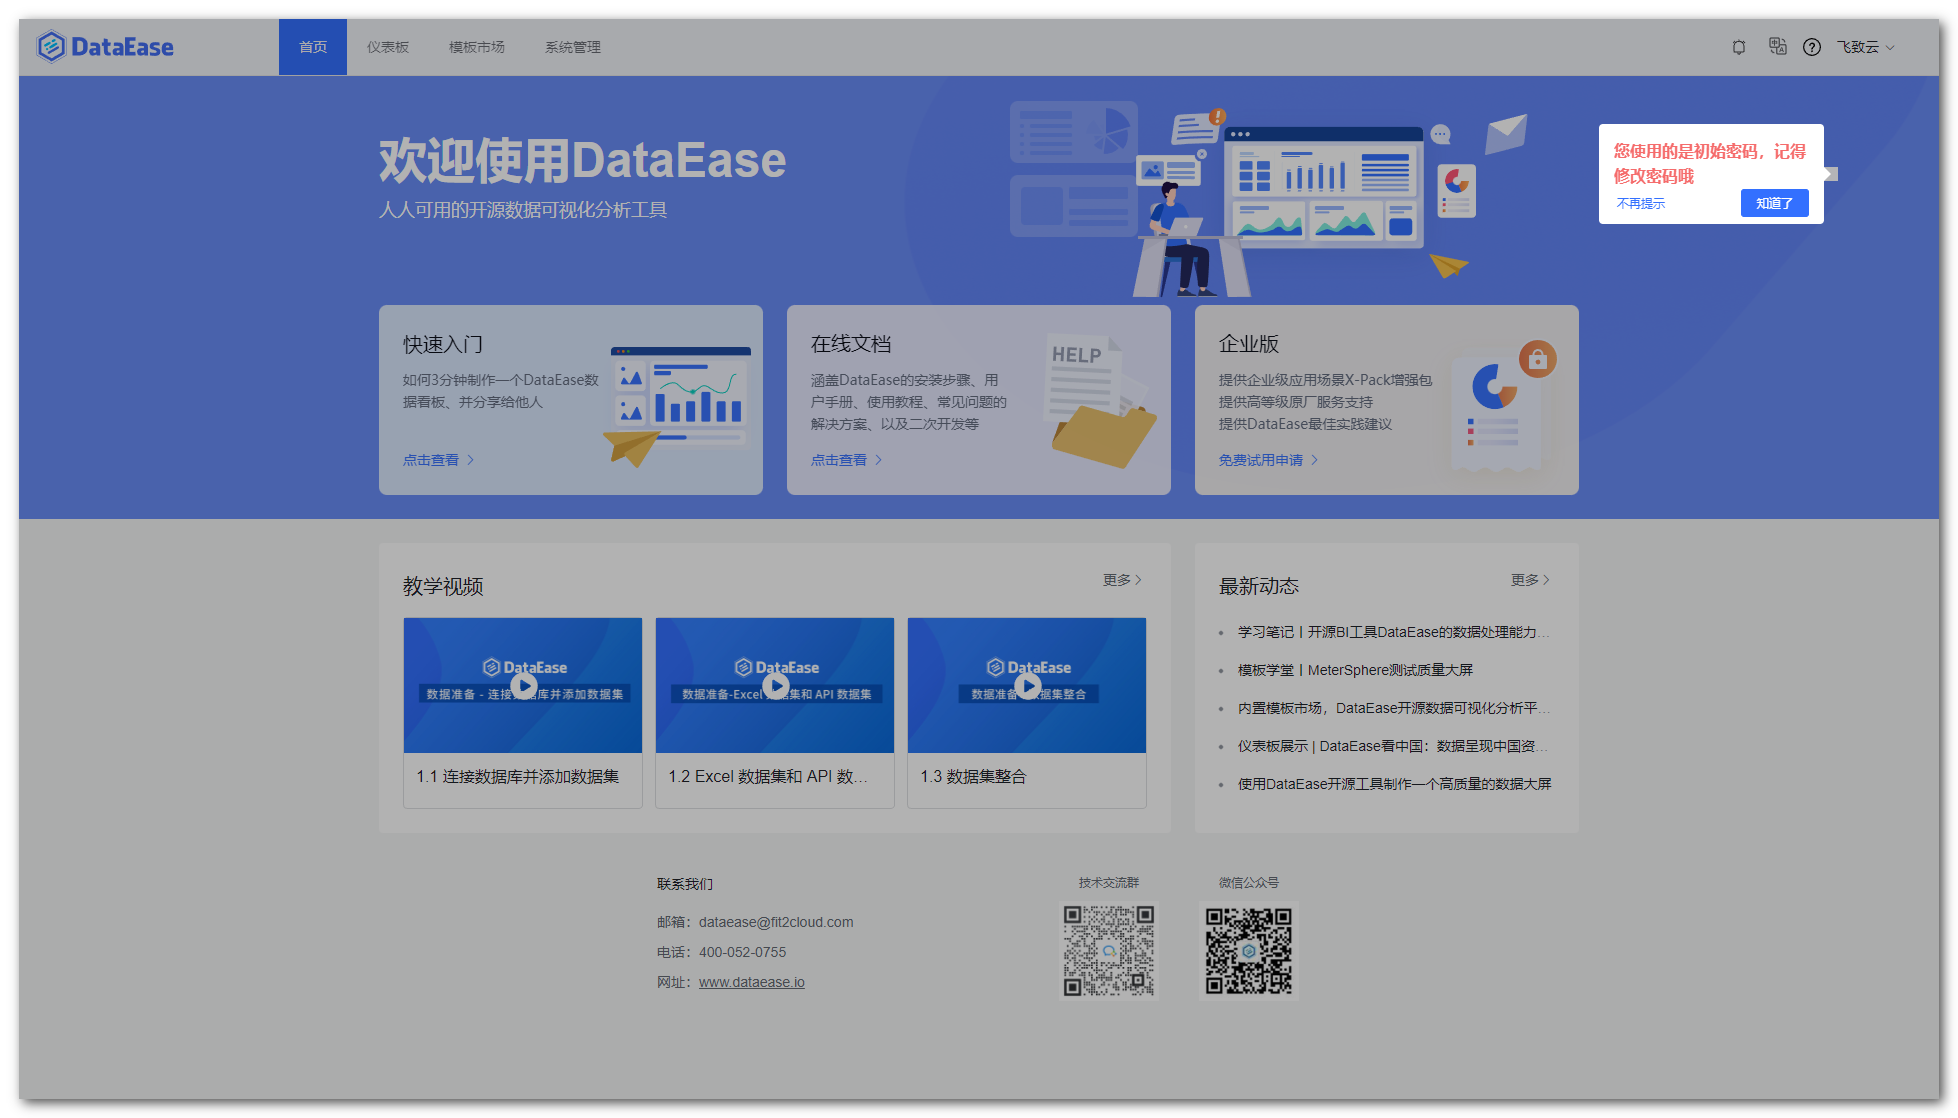 DataEase
首页
仪表板
模板市场
系统管理
飞致云
欢迎使用DataEase
人人可用的开源数据可视化分析工具
您使用的是初始密码，记得
修改密码哦
不再提示
知道了
快速入门
如何3分钟制作一个DataEase数
据看板、并分享给他人
点击查看
在线文档
涵盖DataEase的安装步骤、用
户手册、使用教程、常见问题的
解决方案、以及二次开发等
点击查看
HELP
企业版
提供企业级应用场景X-Pack增强包
提供高等级原厂服务支持
提供DataEase最佳实践建议
免费试用申请
教学视频
更多
DataEase
数据准备 - 连接 库并添加数据集
1.1 连接数据库并添加数据集
DataEase
数据准备-Excel 集和 API 数据集
1.2 Excel 数据集和 API 数...
DataEase
数据准备 据集整合
1.3 数据集整合
最新动态
更多
学习笔记丨开源BI工具DataEase的数据处理能力...
模板学堂丨MeterSphere测试质量大屏
内置模板市场，DataEase开源数据可视化分析平...
仪表板展示 | DataEase看中国：数据呈现中国资...
使用DataEase开源工具制作一个高质量的数据大屏
联系我们
邮箱：dataease@fit2cloud.com
电话：400-052-0755
网址：www.dataease.io
技术交流群
微信公众号